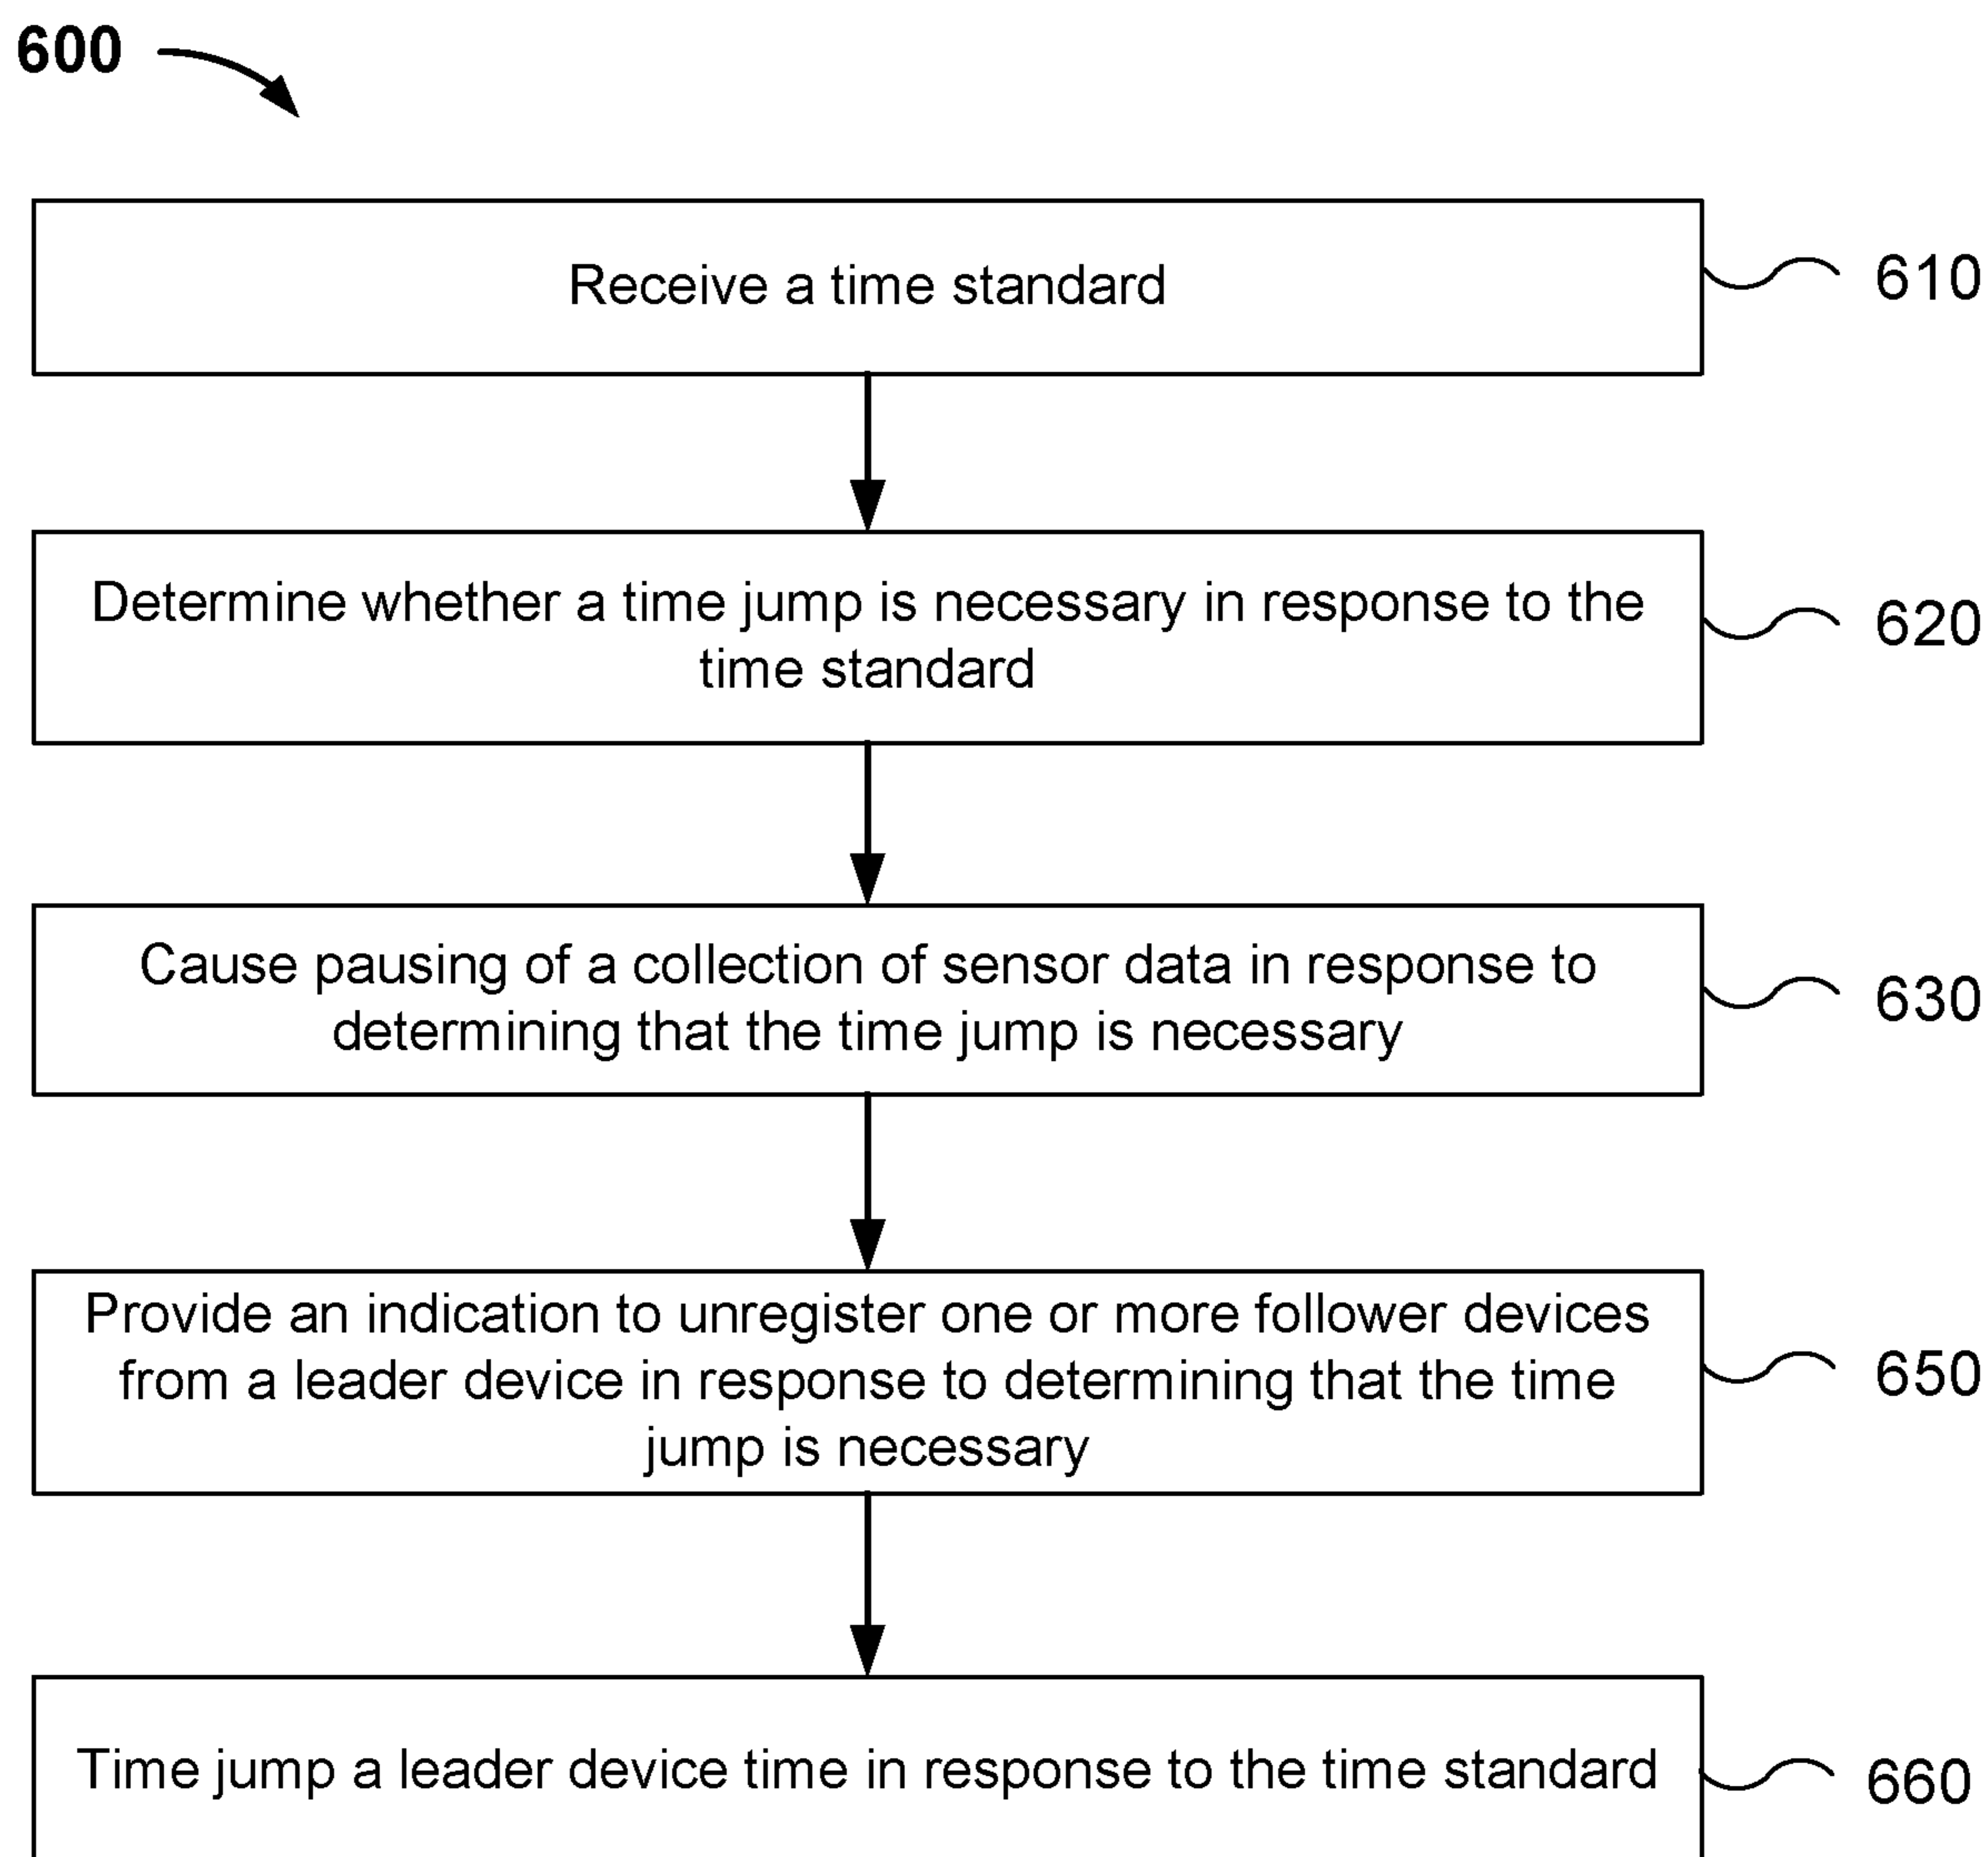 600
Receive a time standard
610
Determine whether a time jump is necessary in response to the
time standard
620
Cause pausing of a collection of sensor data in response to
determining that the time jump is necessary
630
Provide an indication to unregister one or more follower devices
from a leader device in response to determining that the time
jump is necessary
650
Time jump a leader device time in response to the time standard
660